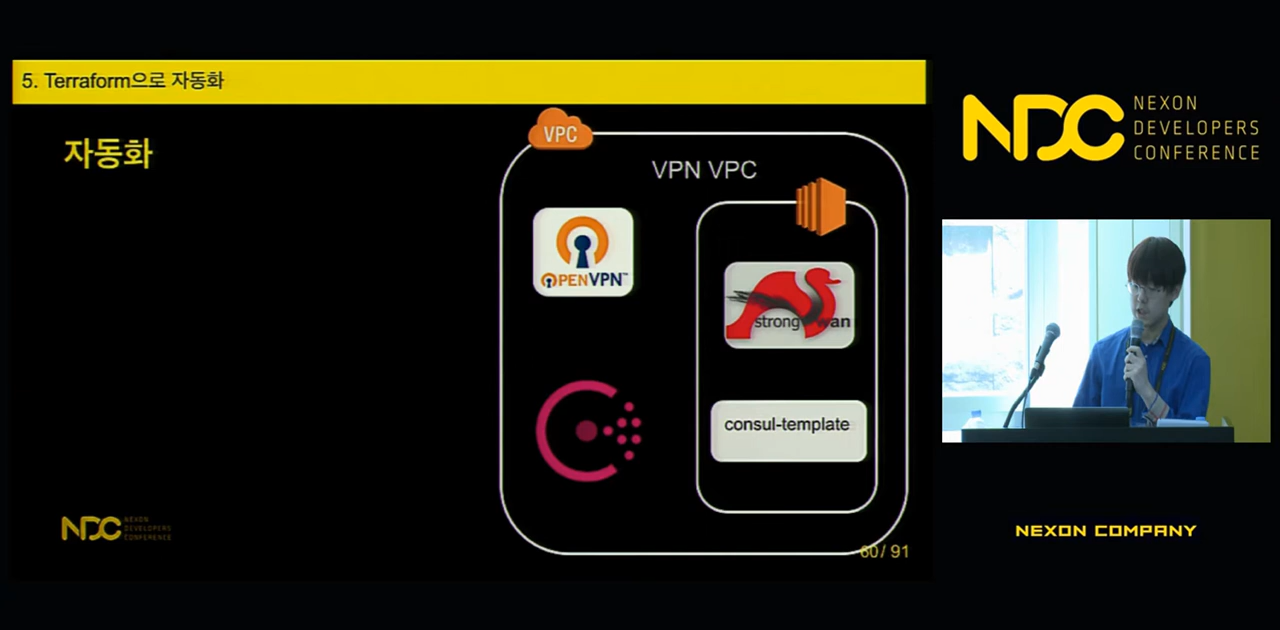 5. Terraform으로 자동화
자동화
VPC
VPN VPC
OPENVPN™
strongswan
consul-template
NDC NEXON
DEVELOPERS
CONFERENCE
60/ 91
NDC NEXON
DEVELOPERS
CONFERENCE
NEXON COMPANY